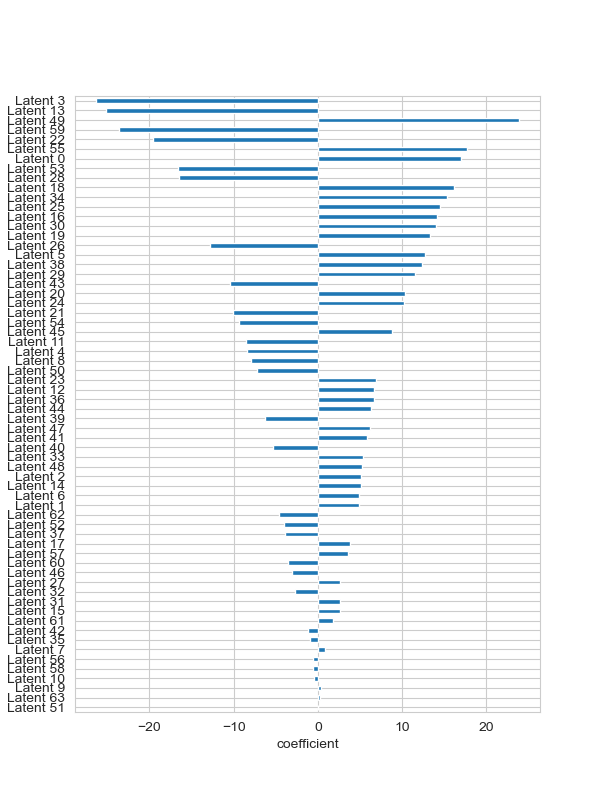 Latent 3
Latent 13
Latent 49
Latent 59
Latent 22
Latent 55
Latent 0
Latent 53
Latent 28
Latent 18
Latent 34
Latent 25
Latent 16
Latent 30
Latent 19
Latent 26
Latent 5
Latent 38
Latent 29
Latent 43
Latent 20
Latent 24
Latent 21
Latent 54
Latent 45
Latent 11
Latent 4
Latent 8
Latent 50
Latent 23
Latent 12
Latent 36
Latent 44
Latent 39
Latent 47
Latent 41
Latent 40
Latent 33
Latent 48
Latent 2
Latent 14
Latent 6
Latent 1
Latent 62
Latent 52
Latent 37
Latent 17
Latent 57
Latent 60
Latent 46
Latent 27
Latent 32
Latent 31
Latent 15
Latent 61
Latent 42
Latent 35
Latent 7
Latent 56
Latent 58
Latent 10
Latent 9
Latent 63
Latent 51
−20 −10 0 10 20
coefficient